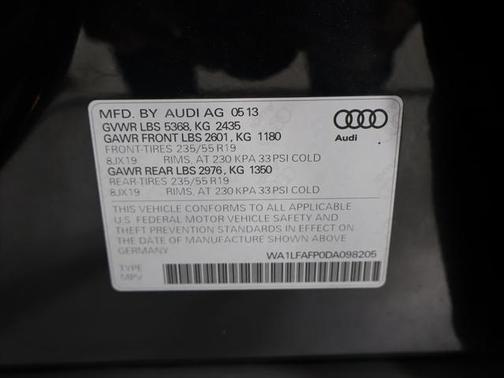 MFD. BY AUDI AG 0513
GVWR LBS 5368, KG 2435
GAWR FRONT LBS 2601, KG 1180
FRONT-TIRES 235/55 R19
8JX19 RIMS, AT 230 KPA 33 PSI COLD
GAWR REAR LBS 2976, KG 1350
REAR-TIRES 235/55 R19
8JX19 RIMS, AT 230 KPA 33 PSI COLD
THIS VEHICLE CONFORMS TO ALL APPLICABLE
U.S. FEDERAL MOTOR VEHICLE SAFETY AND
THEFT PREVENTION STANDARDS IN EFFECT ON
THE DATE OF MANUFACTURE SHOWN ABOVE
GERMANY
WA1LFAFP0DA098205
TYPE
MPV
Audi